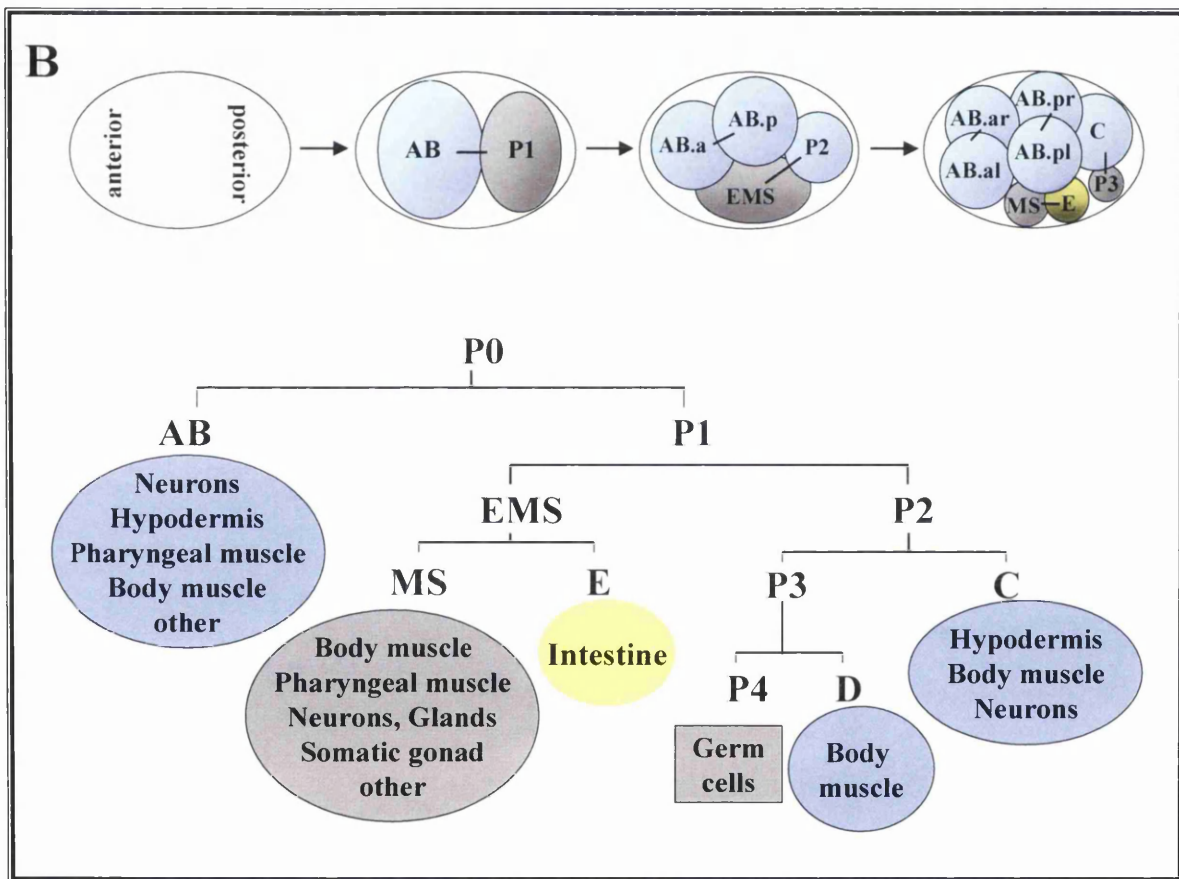 B
anterior
posterior
AB
P1
AB.a
AB.p
P2
EMS
AB.ar
AB.pr
C
AB.al
AB.pl
P3
MS
E
P0
AB
P1
Neurons
Hypodermis
Pharyngeal muscle
Body muscle
other
EMS
P2
MS
E
P3
C
Body muscle
Pharyngeal muscle
Neurons, Glands
Somatic gonad
other
Intestine
P4
D
Hypodermis
Body muscle
Neurons
Germ
cells
Body
muscle